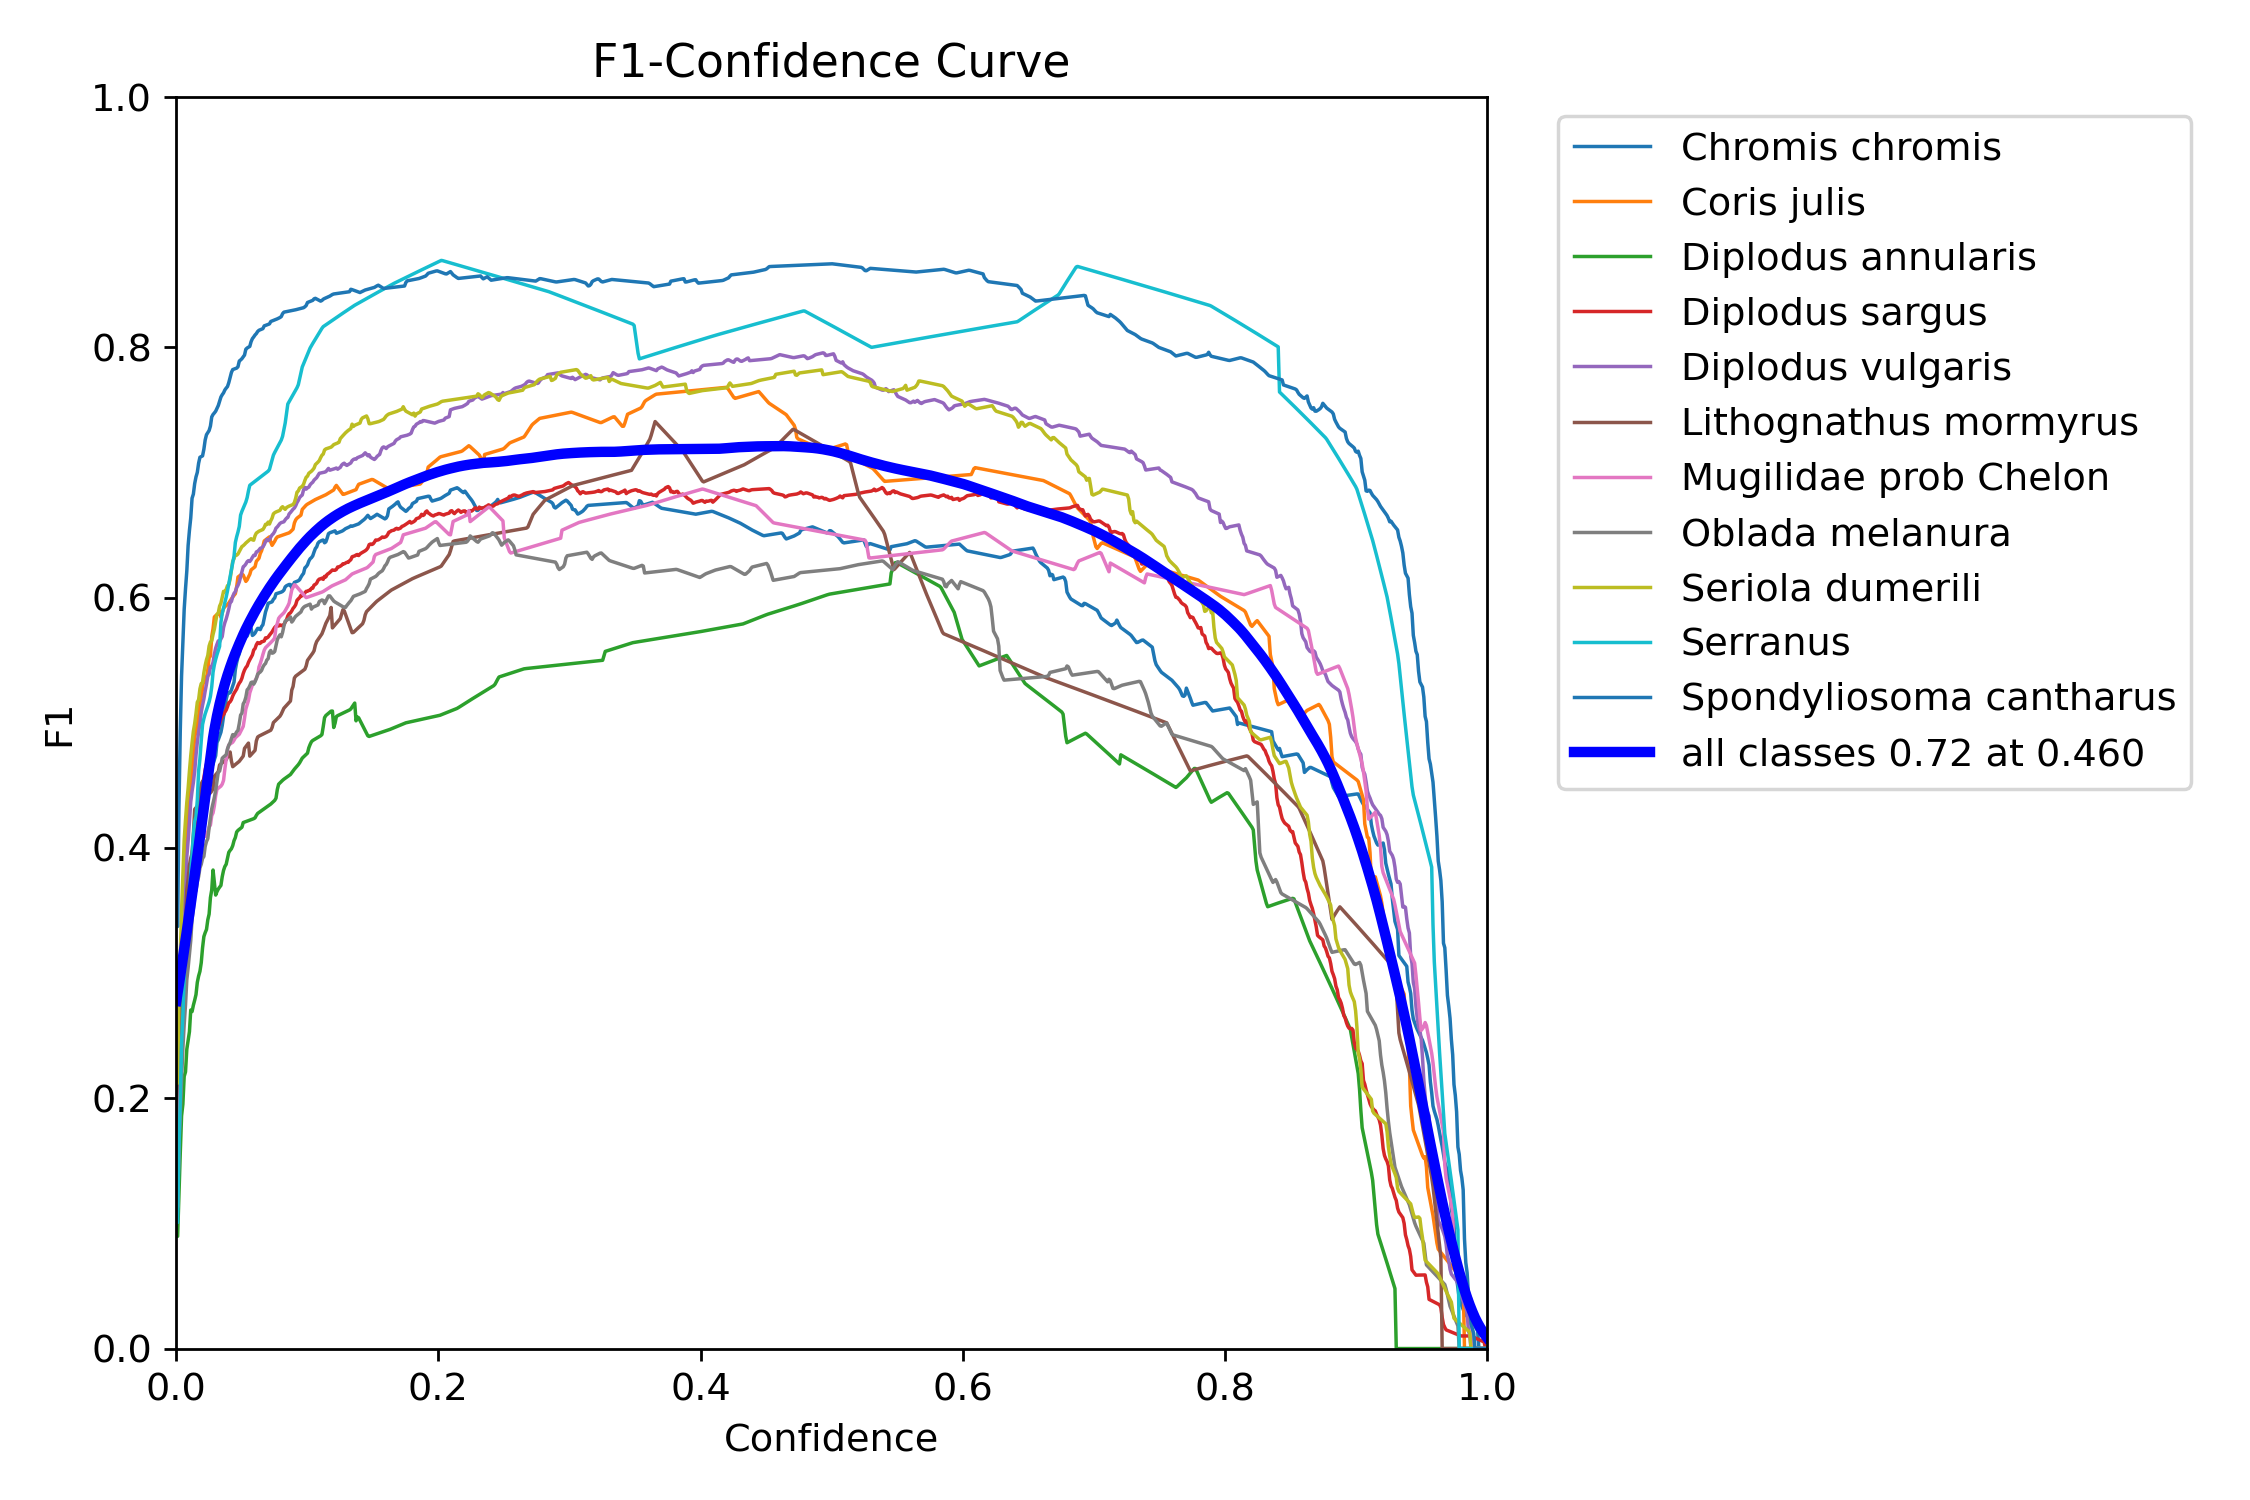 F1-Confidence Curve
1.0
0.8
0.6
0.4
0.2
0.0
F1
0.0 0.2 0.4 0.6 0.8 1.0
Confidence
Chromis chromis
Coris julis
Diplodus annularis
Diplodus sargus
Diplodus vulgaris
Lithognathus mormyrus
Mugilidae prob Chelon
Oblada melanura
Seriola dumerili
Serranus
Spondyliosoma cantharus
all classes 0.72 at 0.460